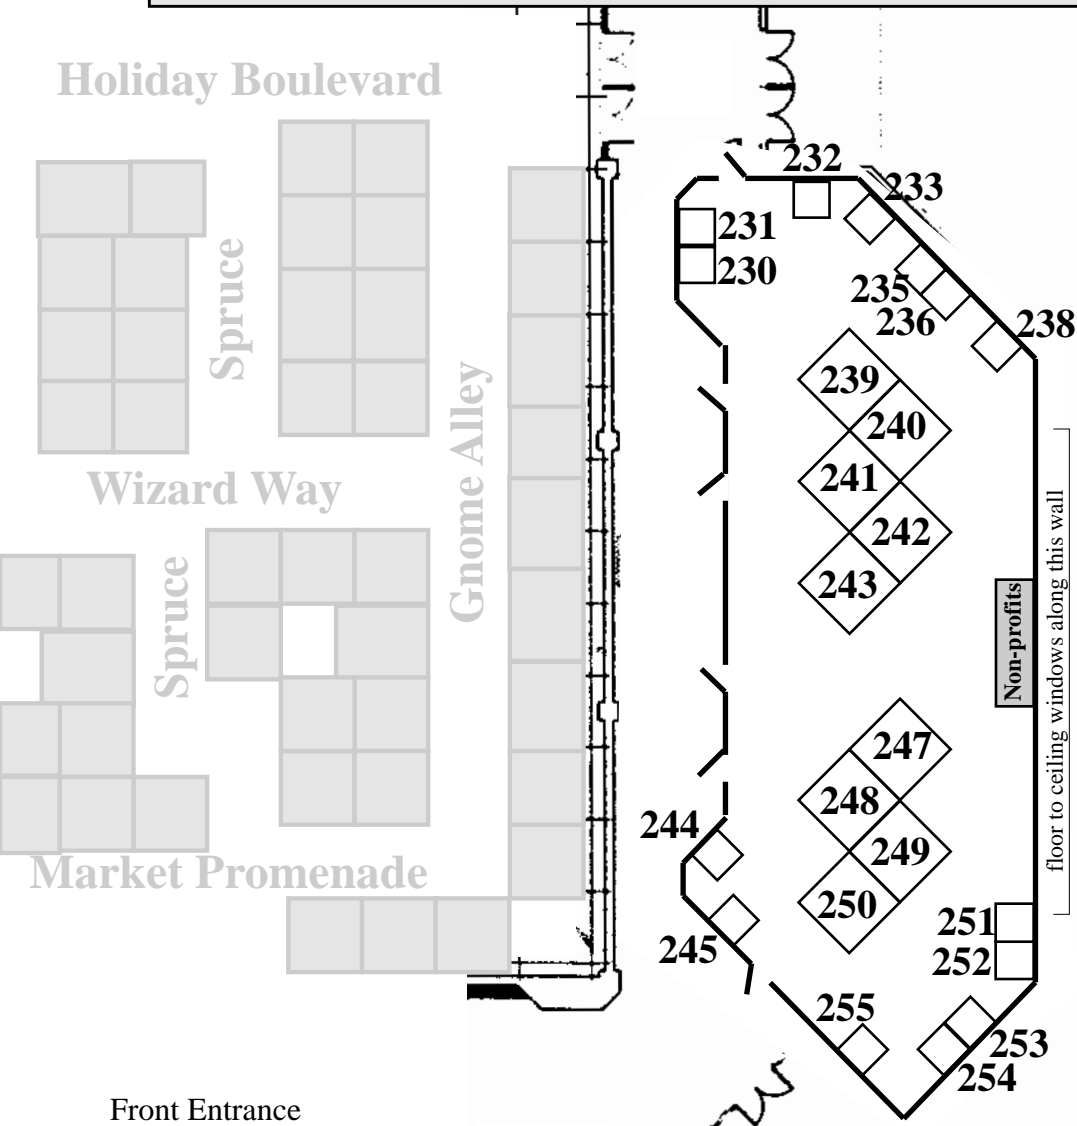 Holiday Boulevard
232
233
231
230
Spruce
235
236
238
239
240
Gnome Alley
241
Wizard Way
242
243
Spruce
Non-profits
floor to ceiling windows along this wall
247
248
244
249
Market Promenade
250
251
245
252
255
253
254
Front Entrance